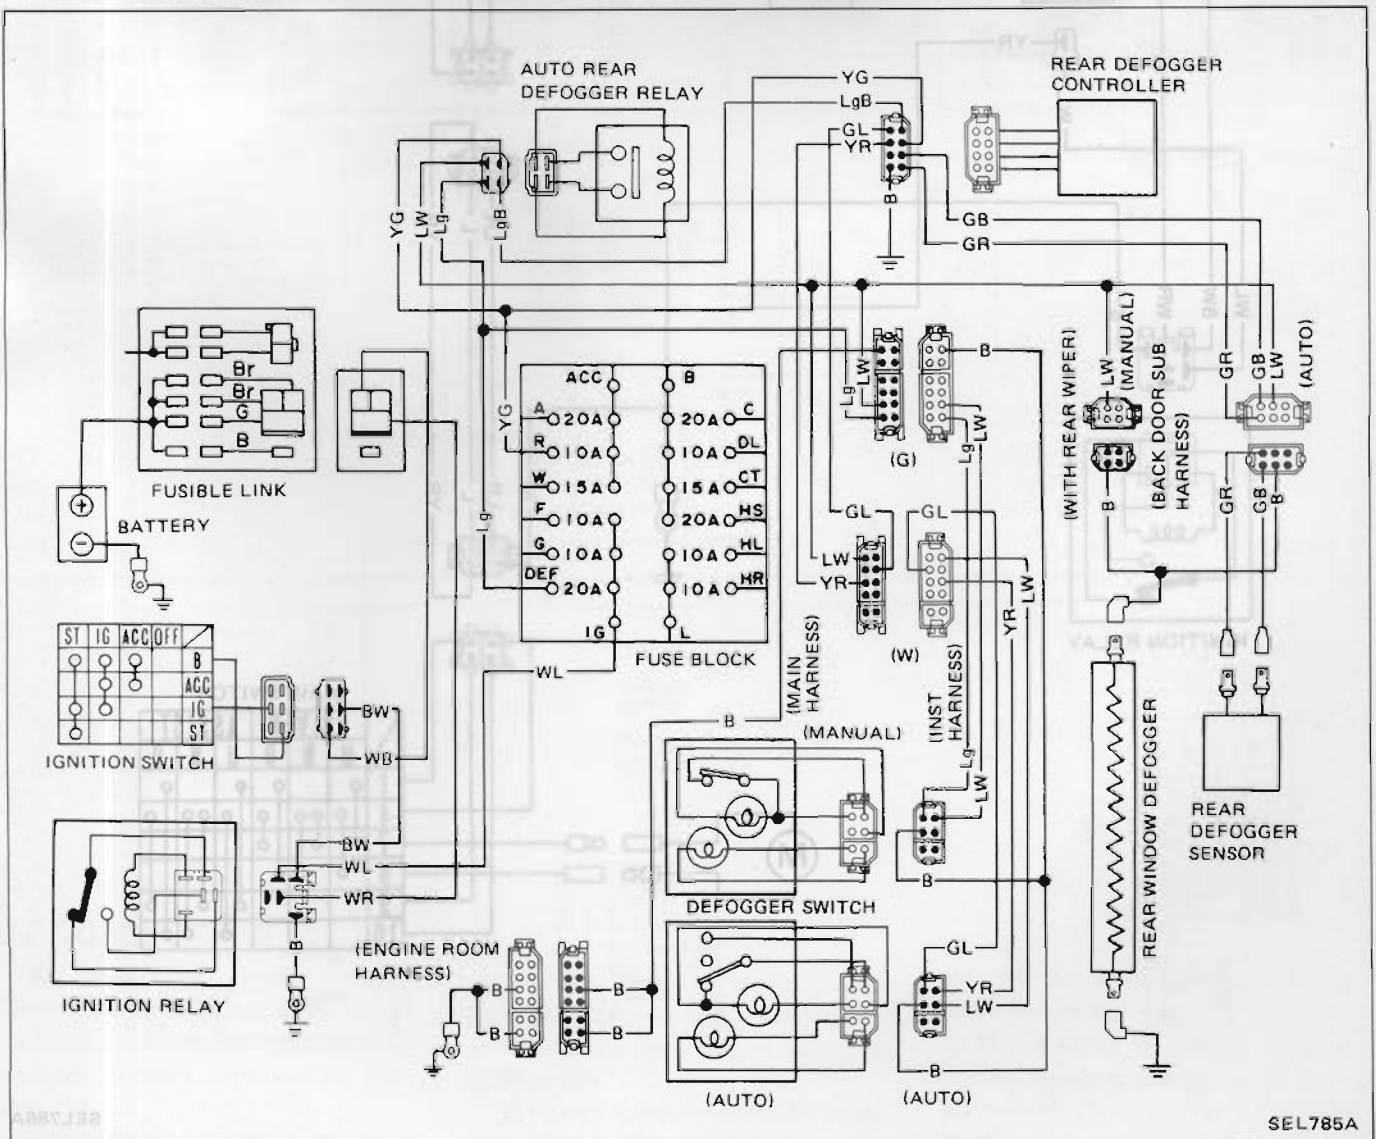 YG
LgB
GL
YR
AUTO REAR
DEFOGGER RELAY
REAR DEFOGGER
CONTROLLER
B
GB
GR
YG
LW
Lg
LgB
Br
Br
G
B
FUSIBLE LINK
BATTERY
YG
Lg
ACC
B
A
20A
20A
C
R
10A
10A
DL
W
15A
15A
CT
F
10A
20A
HS
G
10A
10A
HL
DEF
20A
10A
HR
IG
L
FUSE BLOCK
WL
Lg
LW
(G)
B
Lg
LW
GL
GL
LW
YR
(W)
YR
LW
(MAIN
HARNESS)
(INST
HARNESS)
(WITH REAR WIPER)
LW
(MANUAL)
(BACK DOOR SUB
HARNESS)
GR
GB
LW
(AUTO)
B
GR
GB
B
ST
IG
ACC
OFF
B
ACC
IG
ST
IGNITION SWITCH
BW
WB
BW
WL
WR
B
IGNITION RELAY
B
(MANUAL)
Lg
LW
B
DEFOGGER SWITCH
(ENGINE ROOM
HARNESS)
B
B
B
B
GL
YR
LW
B
(AUTO)
(AUTO)
REAR WINDOW DEFOGGER
REAR
DEFOGGER
SENSOR
SEL785A